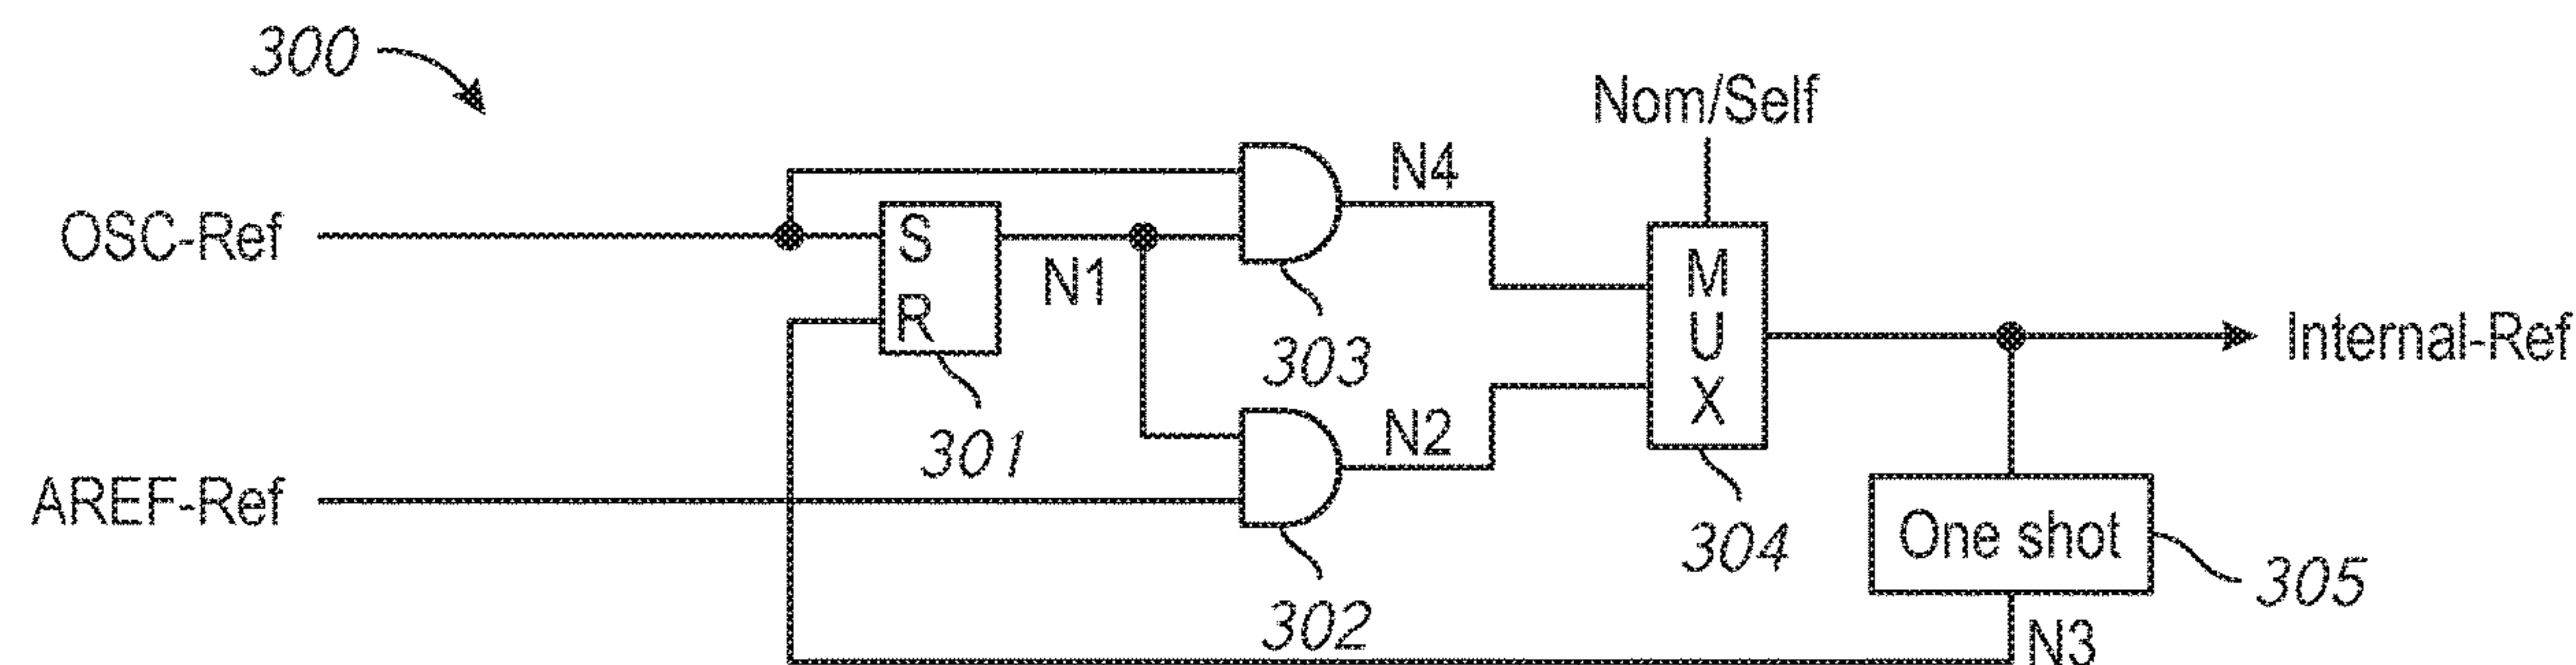 300
Nom/Self
N4
OSC-Ref
S
R
N1
M
U
X
Internal-Ref
303
301
N2
AREF-Ref
304
One shot
305
302
N3